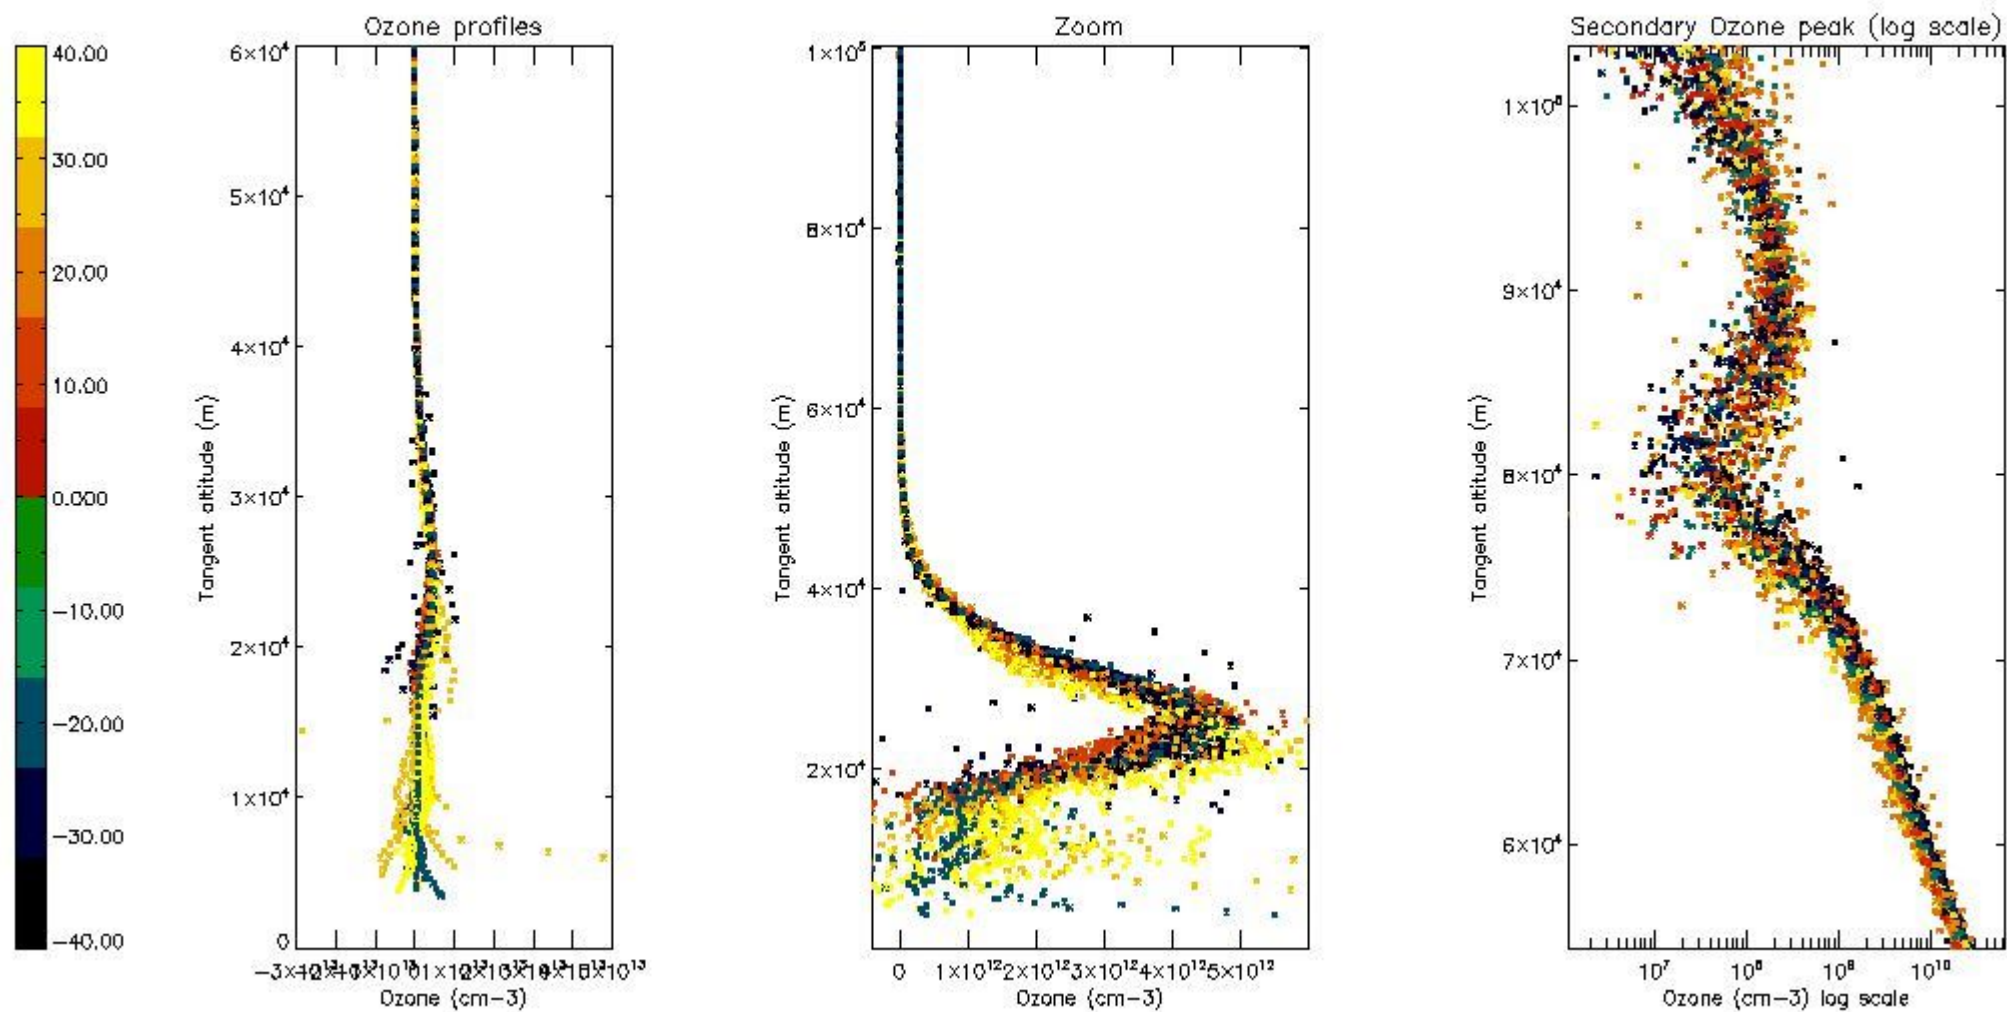 Ozone profiles
Zoom
Secondary Ozone peak (log scale)
40.00
30.00
20.00
10.00
0.000
-10.00
-20.00
-30.00
-40.00
6×10⁴
5×10⁴
4×10⁴
3×10⁴
2×10⁴
1×10⁴
0
Tangent altitude (m)
Ozone (cm-3)
1×10⁵
8×10⁴
6×10⁴
4×10⁴
2×10⁴
Tangent altitude (m)
0 1×10¹² 2×10¹² 3×10¹² 4×10¹² 5×10¹²
Ozone (cm-3)
9×10⁴
8×10⁴
7×10⁴
6×10⁴
Tangent altitude (m)
10⁷ 10⁸ 10⁹ 10¹⁰
Ozone (cm-3) log scale